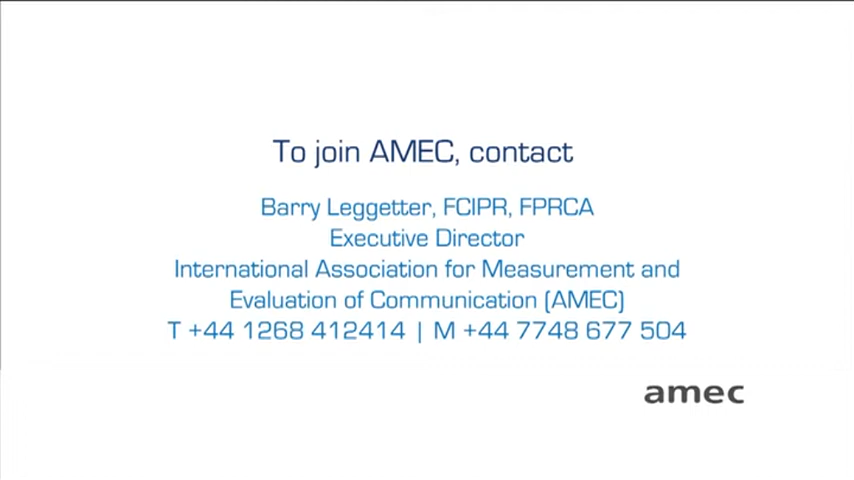 To join AMEC, contact
Barry Leggetter, FCIPR, FPRCA
Executive Director
International Association for Measurement and
Evaluation of Communication (AMEC)
T +44 1268 412414 | M +44 7748 677 504
amec